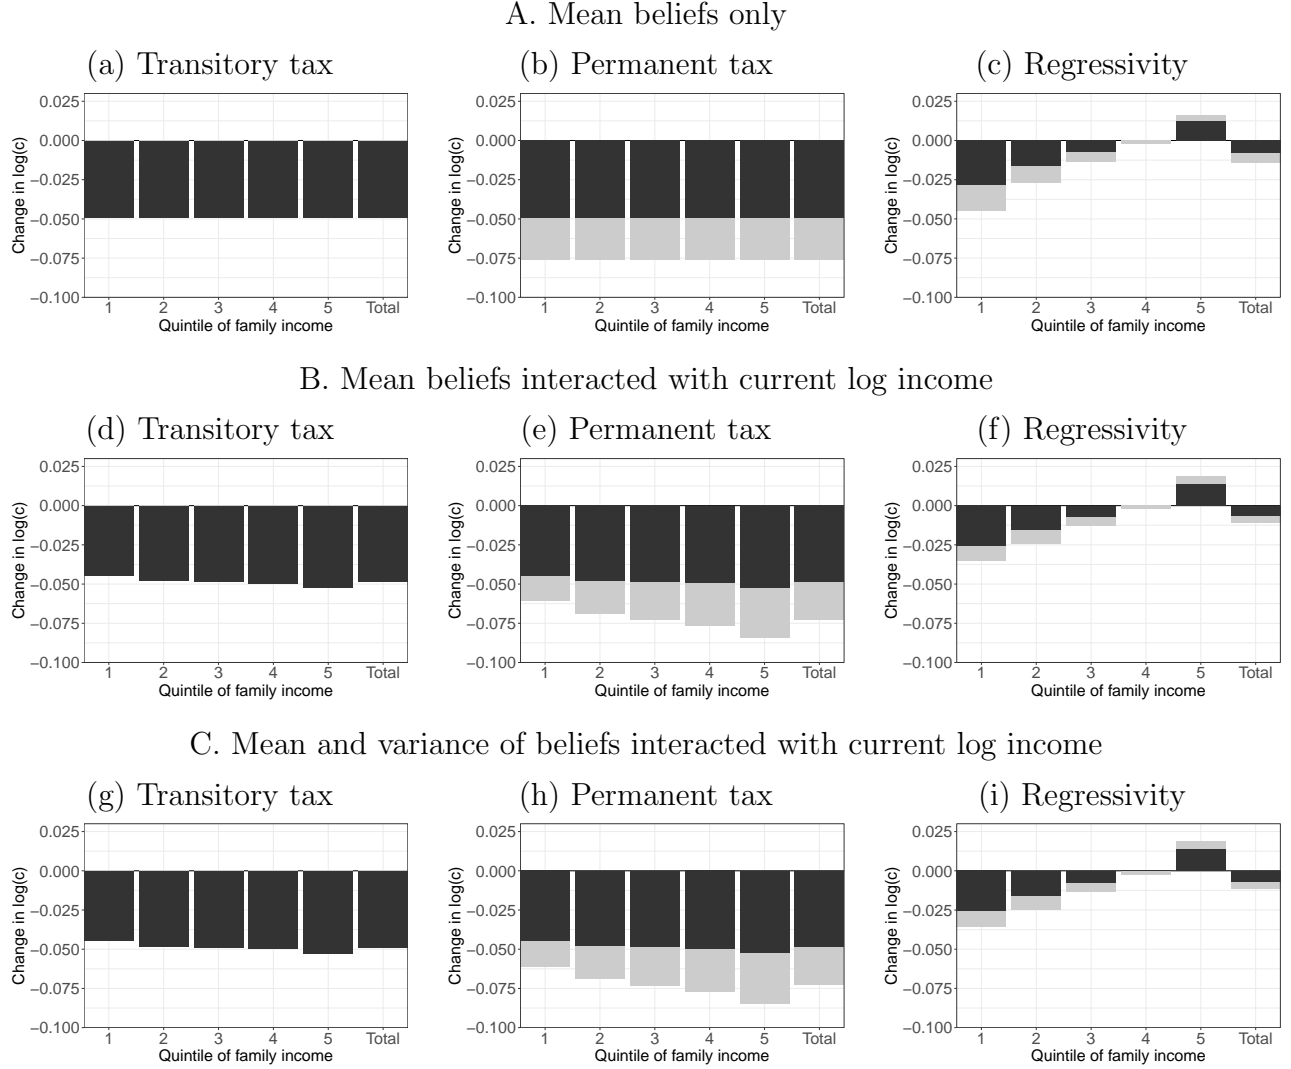 A. Mean beliefs only
(a) Transitory tax
0.025
0.000
−0.025
−0.050
−0.075
−0.100
Change in log(c)
1 2 3 4 5 Total
Quintile of family income
(b) Permanent tax
0.025
0.000
−0.025
−0.050
−0.075
−0.100
Change in log(c)
1 2 3 4 5 Total
Quintile of family income
(c) Regressivity
0.025
0.000
−0.025
−0.050
−0.075
−0.100
Change in log(c)
1 2 3 4 5 Total
Quintile of family income
B. Mean beliefs interacted with current log income
(d) Transitory tax
0.025
0.000
−0.025
−0.050
−0.075
−0.100
Change in log(c)
1 2 3 4 5 Total
Quintile of family income
(e) Permanent tax
0.025
0.000
−0.025
−0.050
−0.075
−0.100
Change in log(c)
1 2 3 4 5 Total
Quintile of family income
(f) Regressivity
0.025
0.000
−0.025
−0.050
−0.075
−0.100
Change in log(c)
1 2 3 4 5 Total
Quintile of family income
C. Mean and variance of beliefs interacted with current log income
(g) Transitory tax
0.025
0.000
−0.025
−0.050
−0.075
−0.100
Change in log(c)
1 2 3 4 5 Total
Quintile of family income
(h) Permanent tax
0.025
0.000
−0.025
−0.050
−0.075
−0.100
Change in log(c)
1 2 3 4 5 Total
Quintile of family income
(i) Regressivity
0.025
0.000
−0.025
−0.050
−0.075
−0.100
Change in log(c)
1 2 3 4 5 Total
Quintile of family income